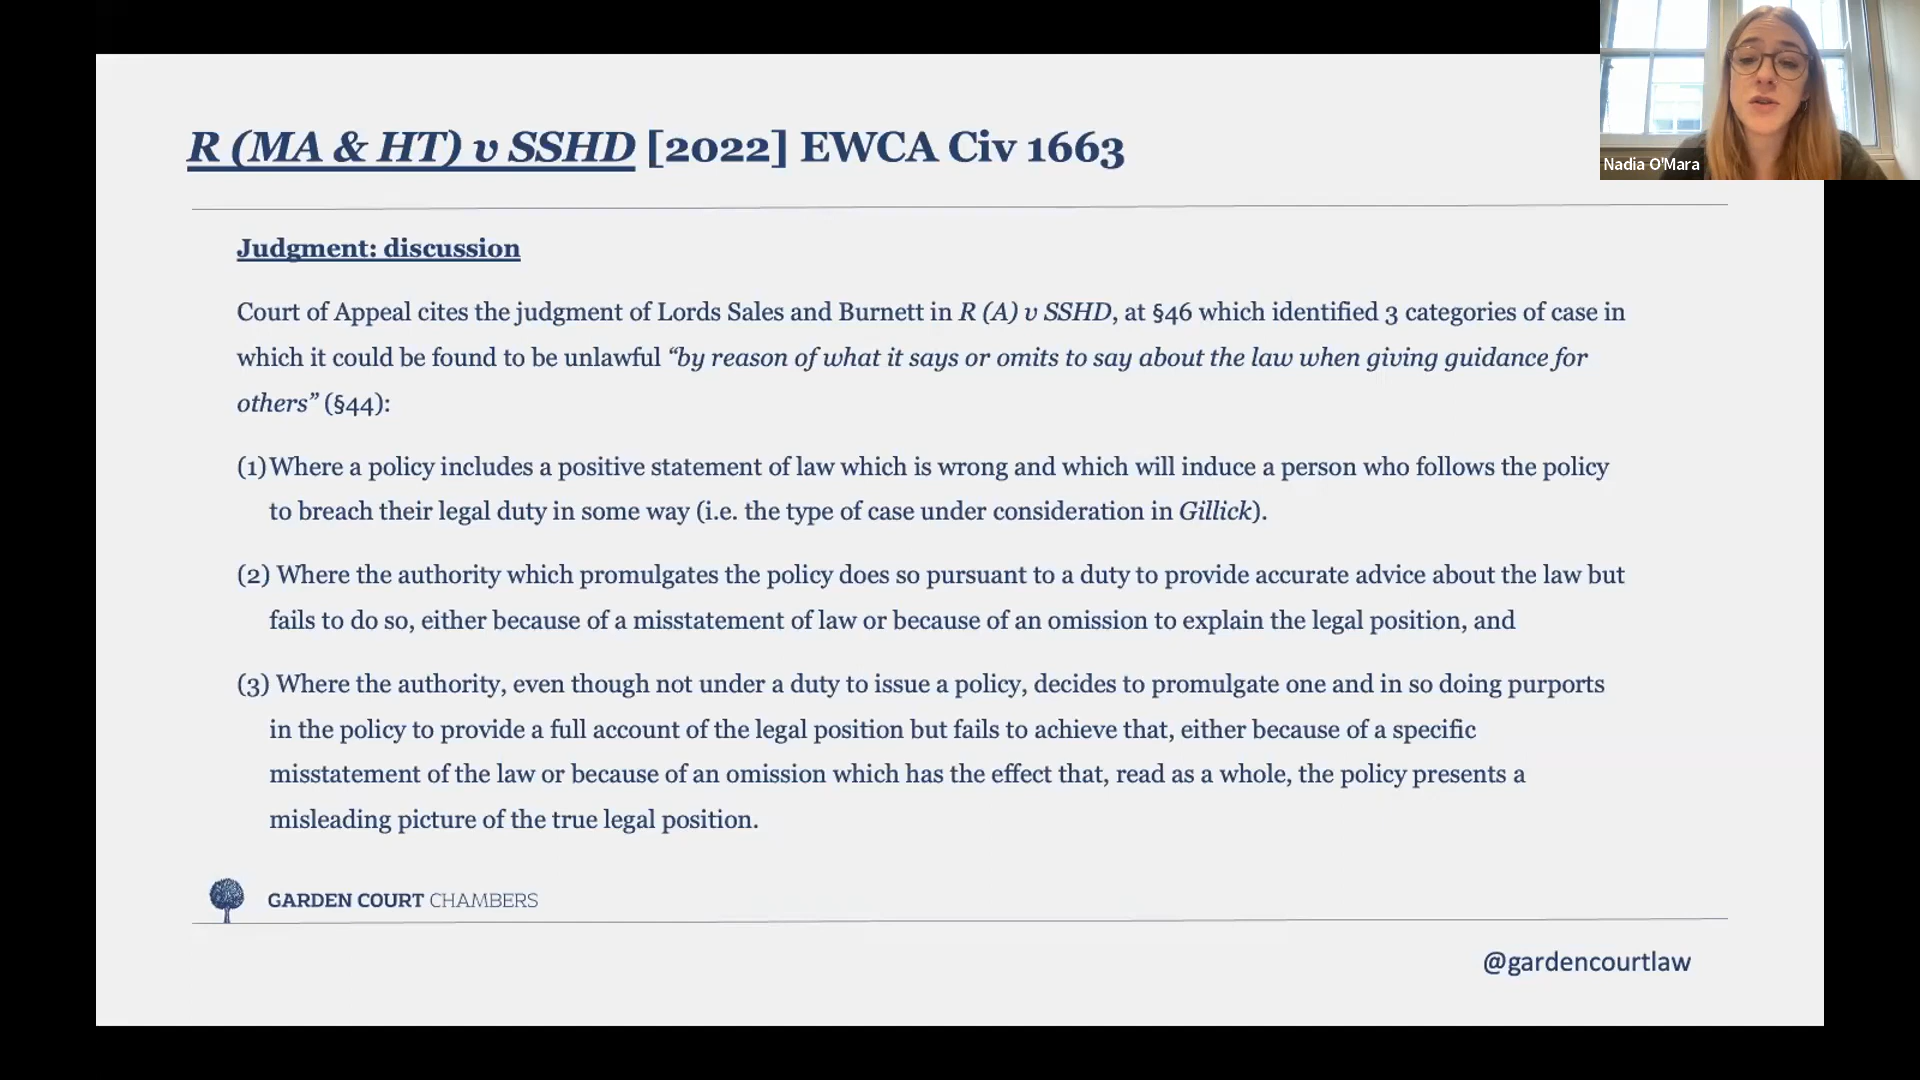 R (MA & HT) v SSHD [2022] EWCA Civ 1663
Nadia O'Mara
Judgment: discussion
Court of Appeal cites the judgment of Lords Sales and Burnett in R (A) v SSHD, at §46 which identified 3 categories of case in
which it could be found to be unlawful “by reason of what it says or omits to say about the law when giving guidance for
others” (§44):
(1)Where a policy includes a positive statement of law which is wrong and which will induce a person who follows the policy
to breach their legal duty in some way (i.e. the type of case under consideration in Gillick).
(2) Where the authority which promulgates the policy does so pursuant to a duty to provide accurate advice about the law but
fails to do so, either because of a misstatement of law or because of an omission to explain the legal position, and
(3) Where the authority, even though not under a duty to issue a policy, decides to promulgate one and in so doing purports
in the policy to provide a full account of the legal position but fails to achieve that, either because of a specific
misstatement of the law or because of an omission which has the effect that, read as a whole, the policy presents a
misleading picture of the true legal position.
GARDEN COURT CHAMBERS
@gardencourtlaw